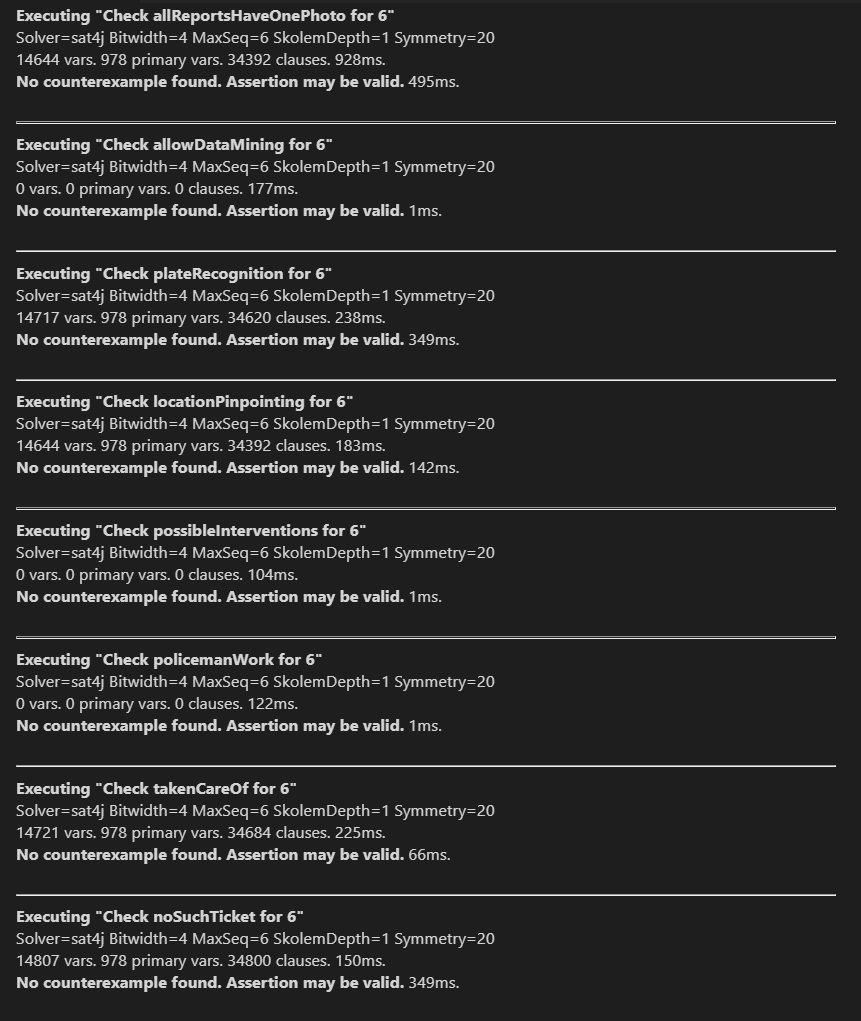 Executing "Check allReportsHaveOnePhoto for 6"
Solver=sat4j Bitwidth=4 MaxSeq=6 SkolemDepth=1 Symmetry=20
14644 vars. 978 primary vars. 34392 clauses. 928ms.
No counterexample found. Assertion may be valid. 495ms.
Executing "Check allowDataMining for 6"
Solver=sat4j Bitwidth=4 MaxSeq=6 SkolemDepth=1 Symmetry=20
0 vars. 0 primary vars. 0 clauses. 177ms.
No counterexample found. Assertion may be valid. 1ms.
Executing "Check plateRecognition for 6"
Solver=sat4j Bitwidth=4 MaxSeq=6 SkolemDepth=1 Symmetry=20
14717 vars. 978 primary vars. 34620 clauses. 238ms.
No counterexample found. Assertion may be valid. 349ms.
Executing "Check locationPinpointing for 6"
Solver=sat4j Bitwidth=4 MaxSeq=6 SkolemDepth=1 Symmetry=20
14644 vars. 978 primary vars. 34392 clauses. 183ms.
No counterexample found. Assertion may be valid. 142ms.
Executing "Check possibleInterventions for 6"
Solver=sat4j Bitwidth=4 MaxSeq=6 SkolemDepth=1 Symmetry=20
0 vars. 0 primary vars. 0 clauses. 104ms.
No counterexample found. Assertion may be valid. 1ms.
Executing "Check policemanWork for 6"
Solver=sat4j Bitwidth=4 MaxSeq=6 SkolemDepth=1 Symmetry=20
0 vars. 0 primary vars. 0 clauses. 122ms.
No counterexample found. Assertion may be valid. 1ms.
Executing "Check takenCareOf for 6"
Solver=sat4j Bitwidth=4 MaxSeq=6 SkolemDepth=1 Symmetry=20
14721 vars. 978 primary vars. 34684 clauses. 225ms.
No counterexample found. Assertion may be valid. 66ms.
Executing "Check noSuchTicket for 6"
Solver=sat4j Bitwidth=4 MaxSeq=6 SkolemDepth=1 Symmetry=20
14807 vars. 978 primary vars. 34800 clauses. 150ms.
No counterexample found. Assertion may be valid. 349ms.